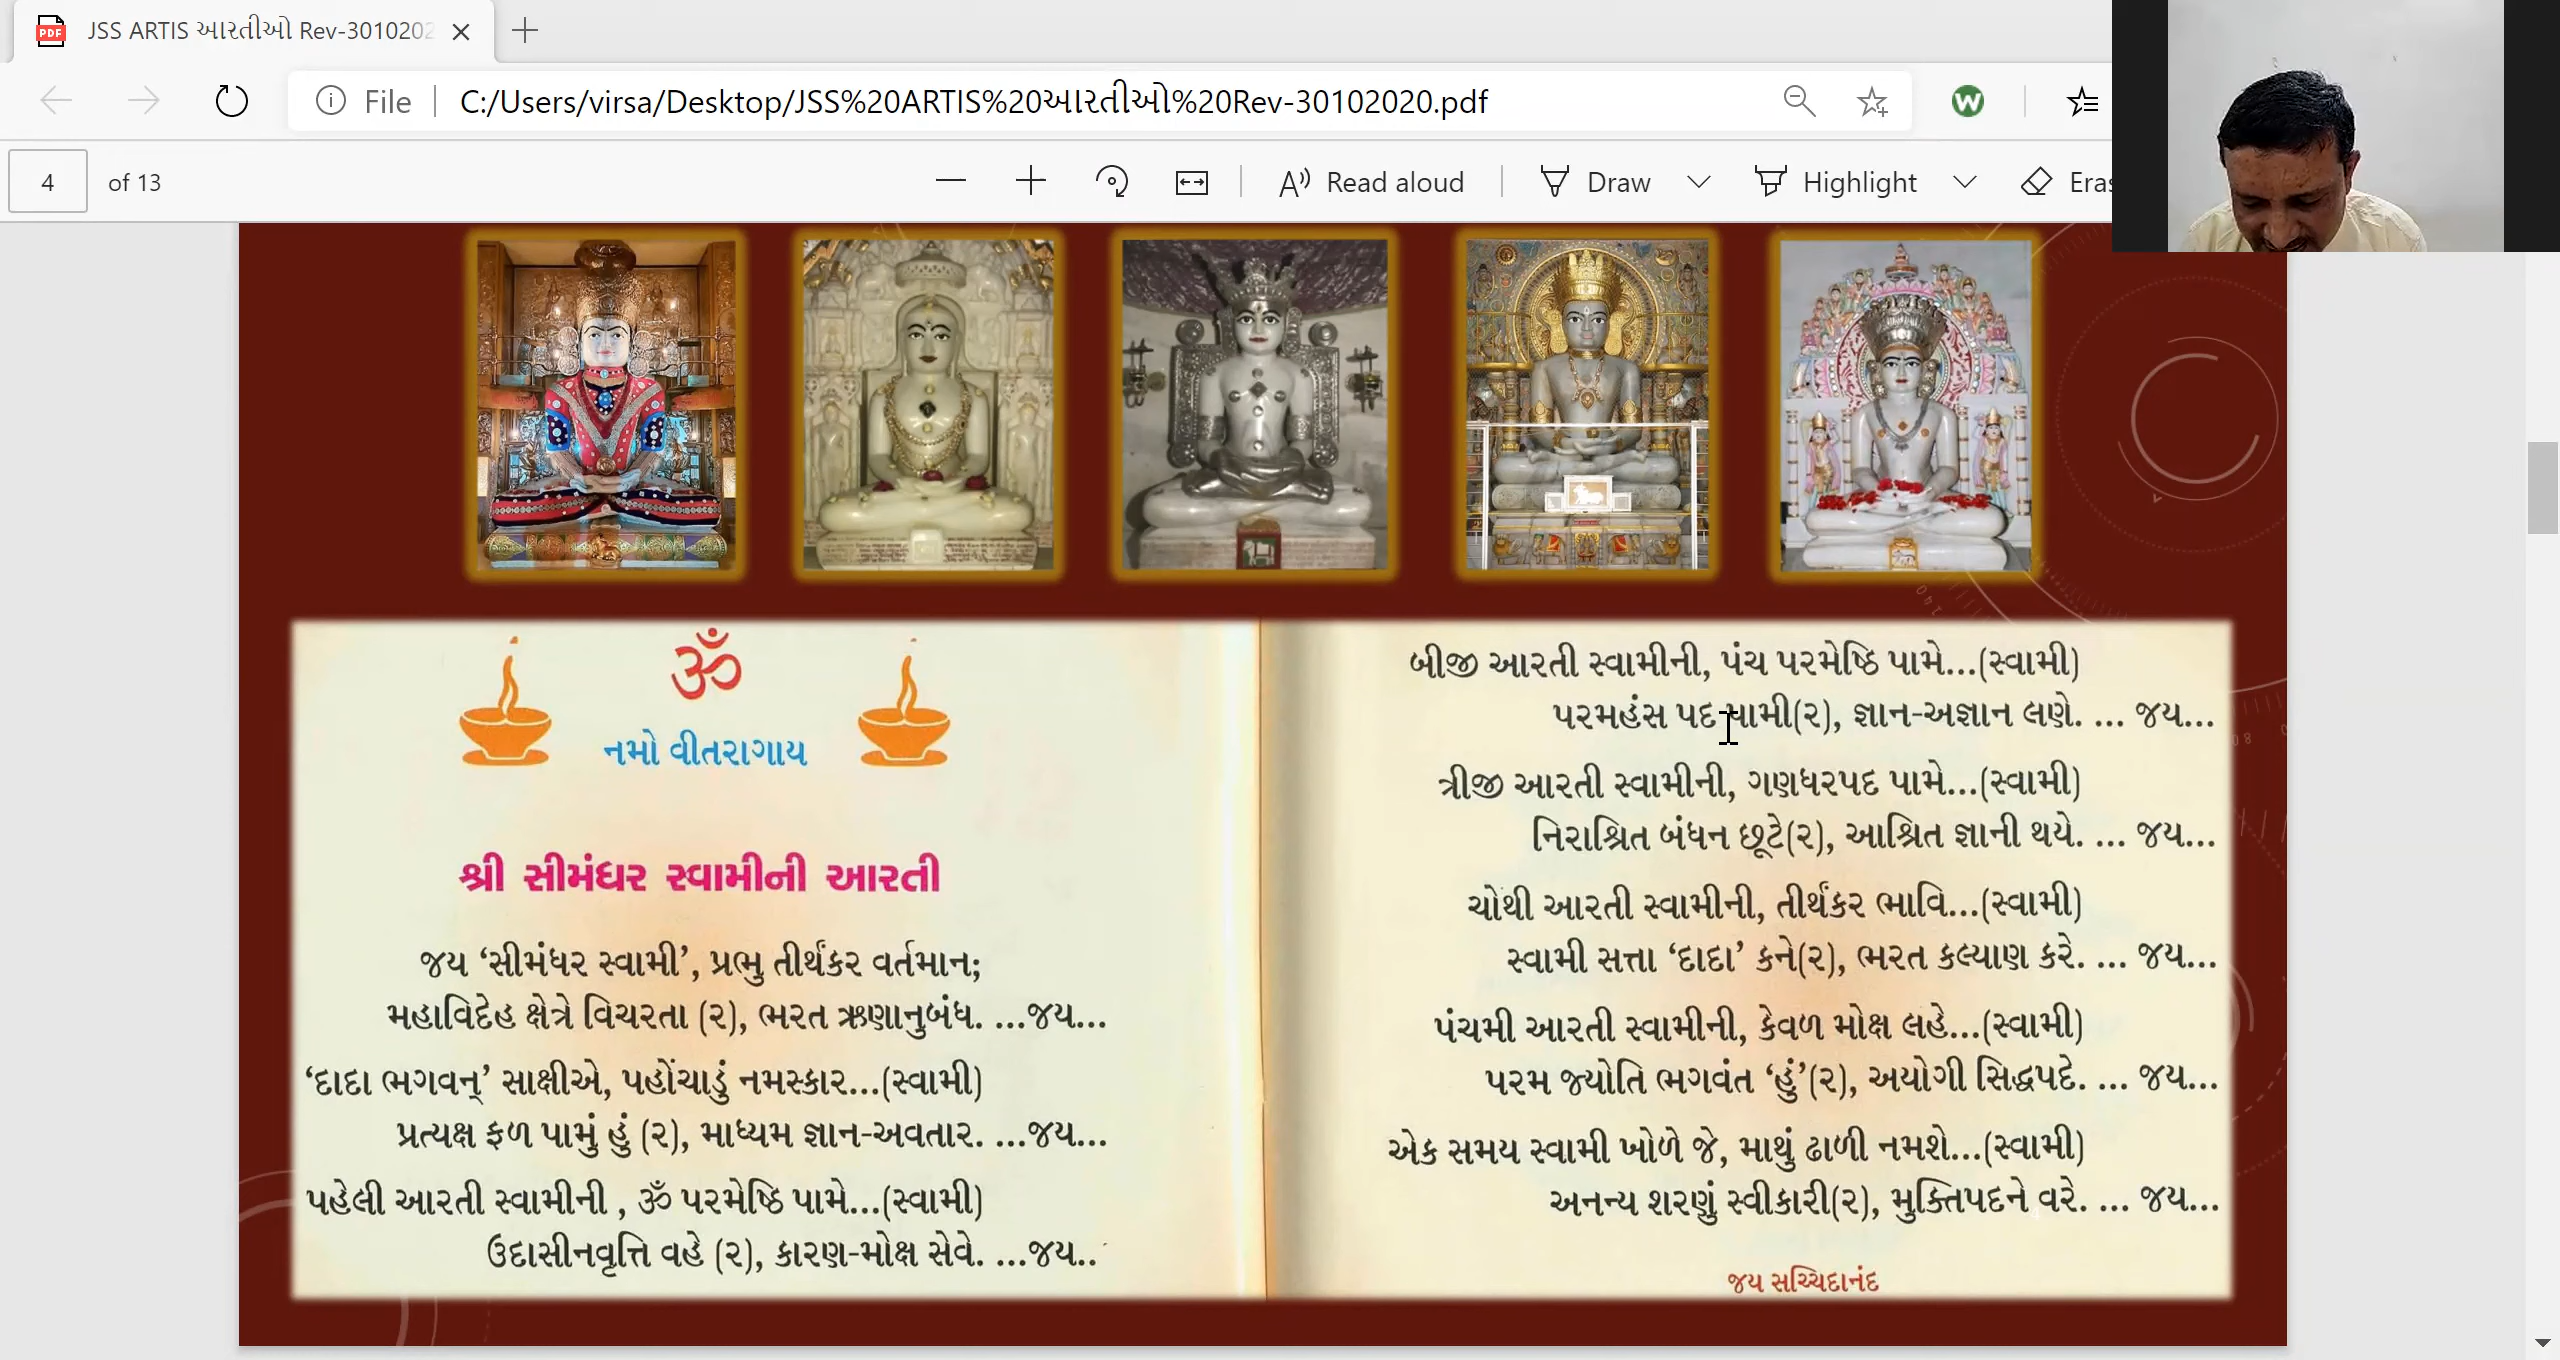 JSS ARTIS આરતીઓ Rev-3010202
File
C:/Users/virsa/Desktop/JSS%20ARTIS%20આરતીઓ%20Rev-30102020.pdf
4 of 13
Read aloud
Draw
Highlight
Eras
ૐ
નમો વીતરાગાય
શ્રી સીમંધર સ્વામીની આરતી
જય ‘સીમંધર સ્વામી’, પ્રભુ તીર્થંકર વર્તમાન;
મહાવિદેહ ક્ષેત્રે વિચરતા (૨), ભરત ઋણાનુબંધ. ...જય...
‘દાદા ભગવન્’ સાક્ષીએ, પહોંચાડું નમસ્કાર...(સ્વામી)
પ્રત્યક્ષ ફળ પામું હું (૨), માધ્યમ જ્ઞાન-અવતાર. ...જય...
પહેલી આરતી સ્વામીની , ૐ પરમેષ્ઠિ પામે...(સ્વામી)
ઉદાસીનવૃત્તિ વહે (૨), કારણ-મોક્ષ સેવે. ...જય..
બીજી આરતી સ્વામીની, પંચ પરમેષ્ઠિ પામે...(સ્વામી)
પરમહંસ પદ પામી(૨), જ્ઞાન-અજ્ઞાન લણે. ... જય...
ત્રીજી આરતી સ્વામીની, ગણધરપદ પામે...(સ્વામી)
નિરાશ્રિત બંધન છૂટે(૨), આશ્રિત જ્ઞાની થયે. ... જય...
ચોથી આરતી સ્વામીની, તીર્થંકર ભાવિ...(સ્વામી)
સ્વામી સત્તા ‘દાદા’ કને(૨), ભરત કલ્યાણ કરે. ... જય...
પંચમી આરતી સ્વામીની, કેવળ મોક્ષ લહે...(સ્વામી)
પરમ જ્યોતિ ભગવંત ‘હું’(૨), અયોગી સિદ્ધપદે. ... જય...
એક સમય સ્વામી ખોળે જે, માથું ઢાળી નમશે...(સ્વામી)
અનન્ય શરણું સ્વીકારી(૨), મુક્તિપદને વરે. ... જય...
જય સચ્ચિદાનંદ